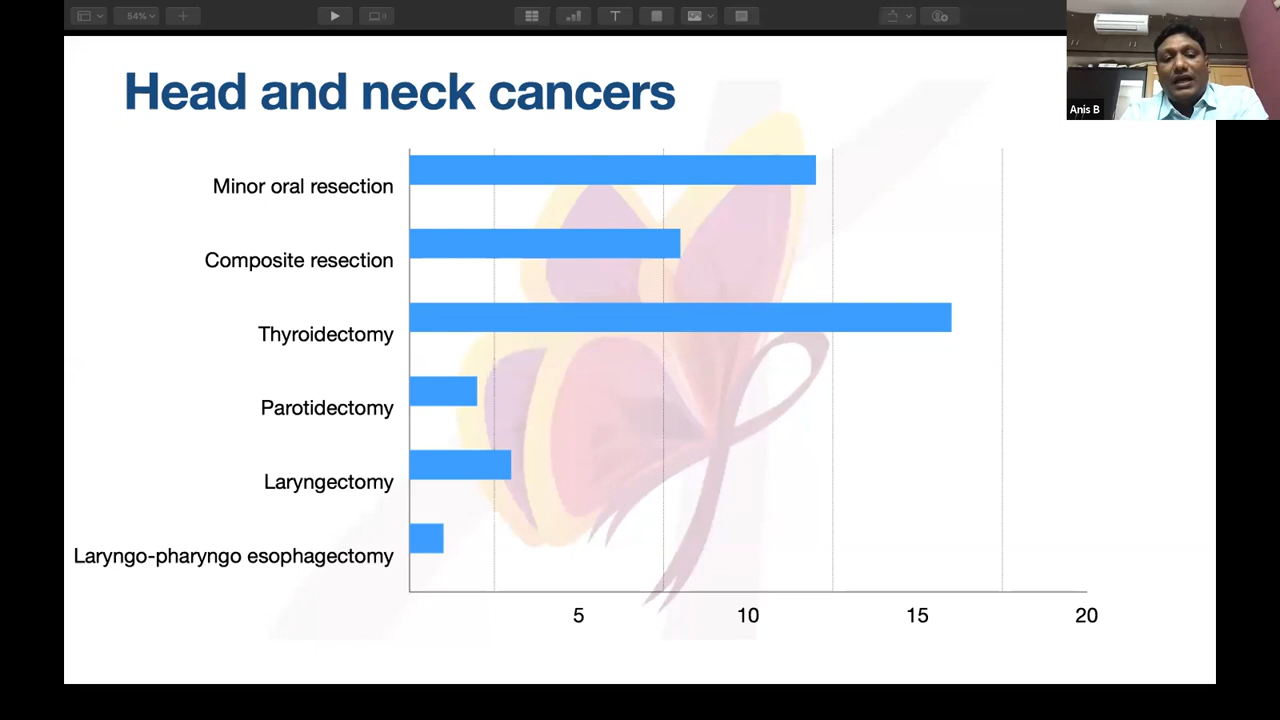 54%
Anis B
Head and neck cancers
Minor oral resection
Composite resection
Thyroidectomy
Parotidectomy
Laryngectomy
Laryngo-pharyngo esophagectomy
5 10 15 20